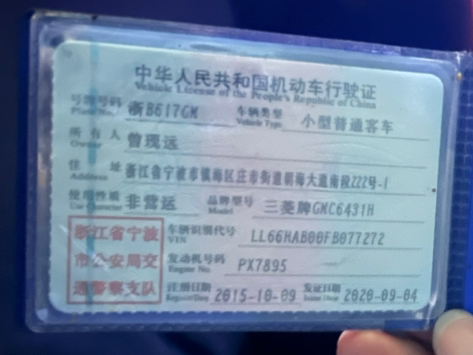 中华人民共和国机动车行驶证
Vehicle License of the People's Republic of China
号牌号码 浙B617GM 车辆类型 小型普通客车
Plate No. Vehicle Type
所有人 曾现远
Owner
住址 浙江省宁波市镇海区庄市街道明海大道南段222号-1
Address
使用性质 非营运 品牌型号 三菱牌GMC6431H
Use Character Model
浙江省宁波
市公安局交
通警察支队
车辆识别代号 LL66HAB00FB077272
VIN
发动机号码 PX7895
Engine No.
注册日期 2015-10-09 发证日期 2020-09-04
Register Date Issue Date